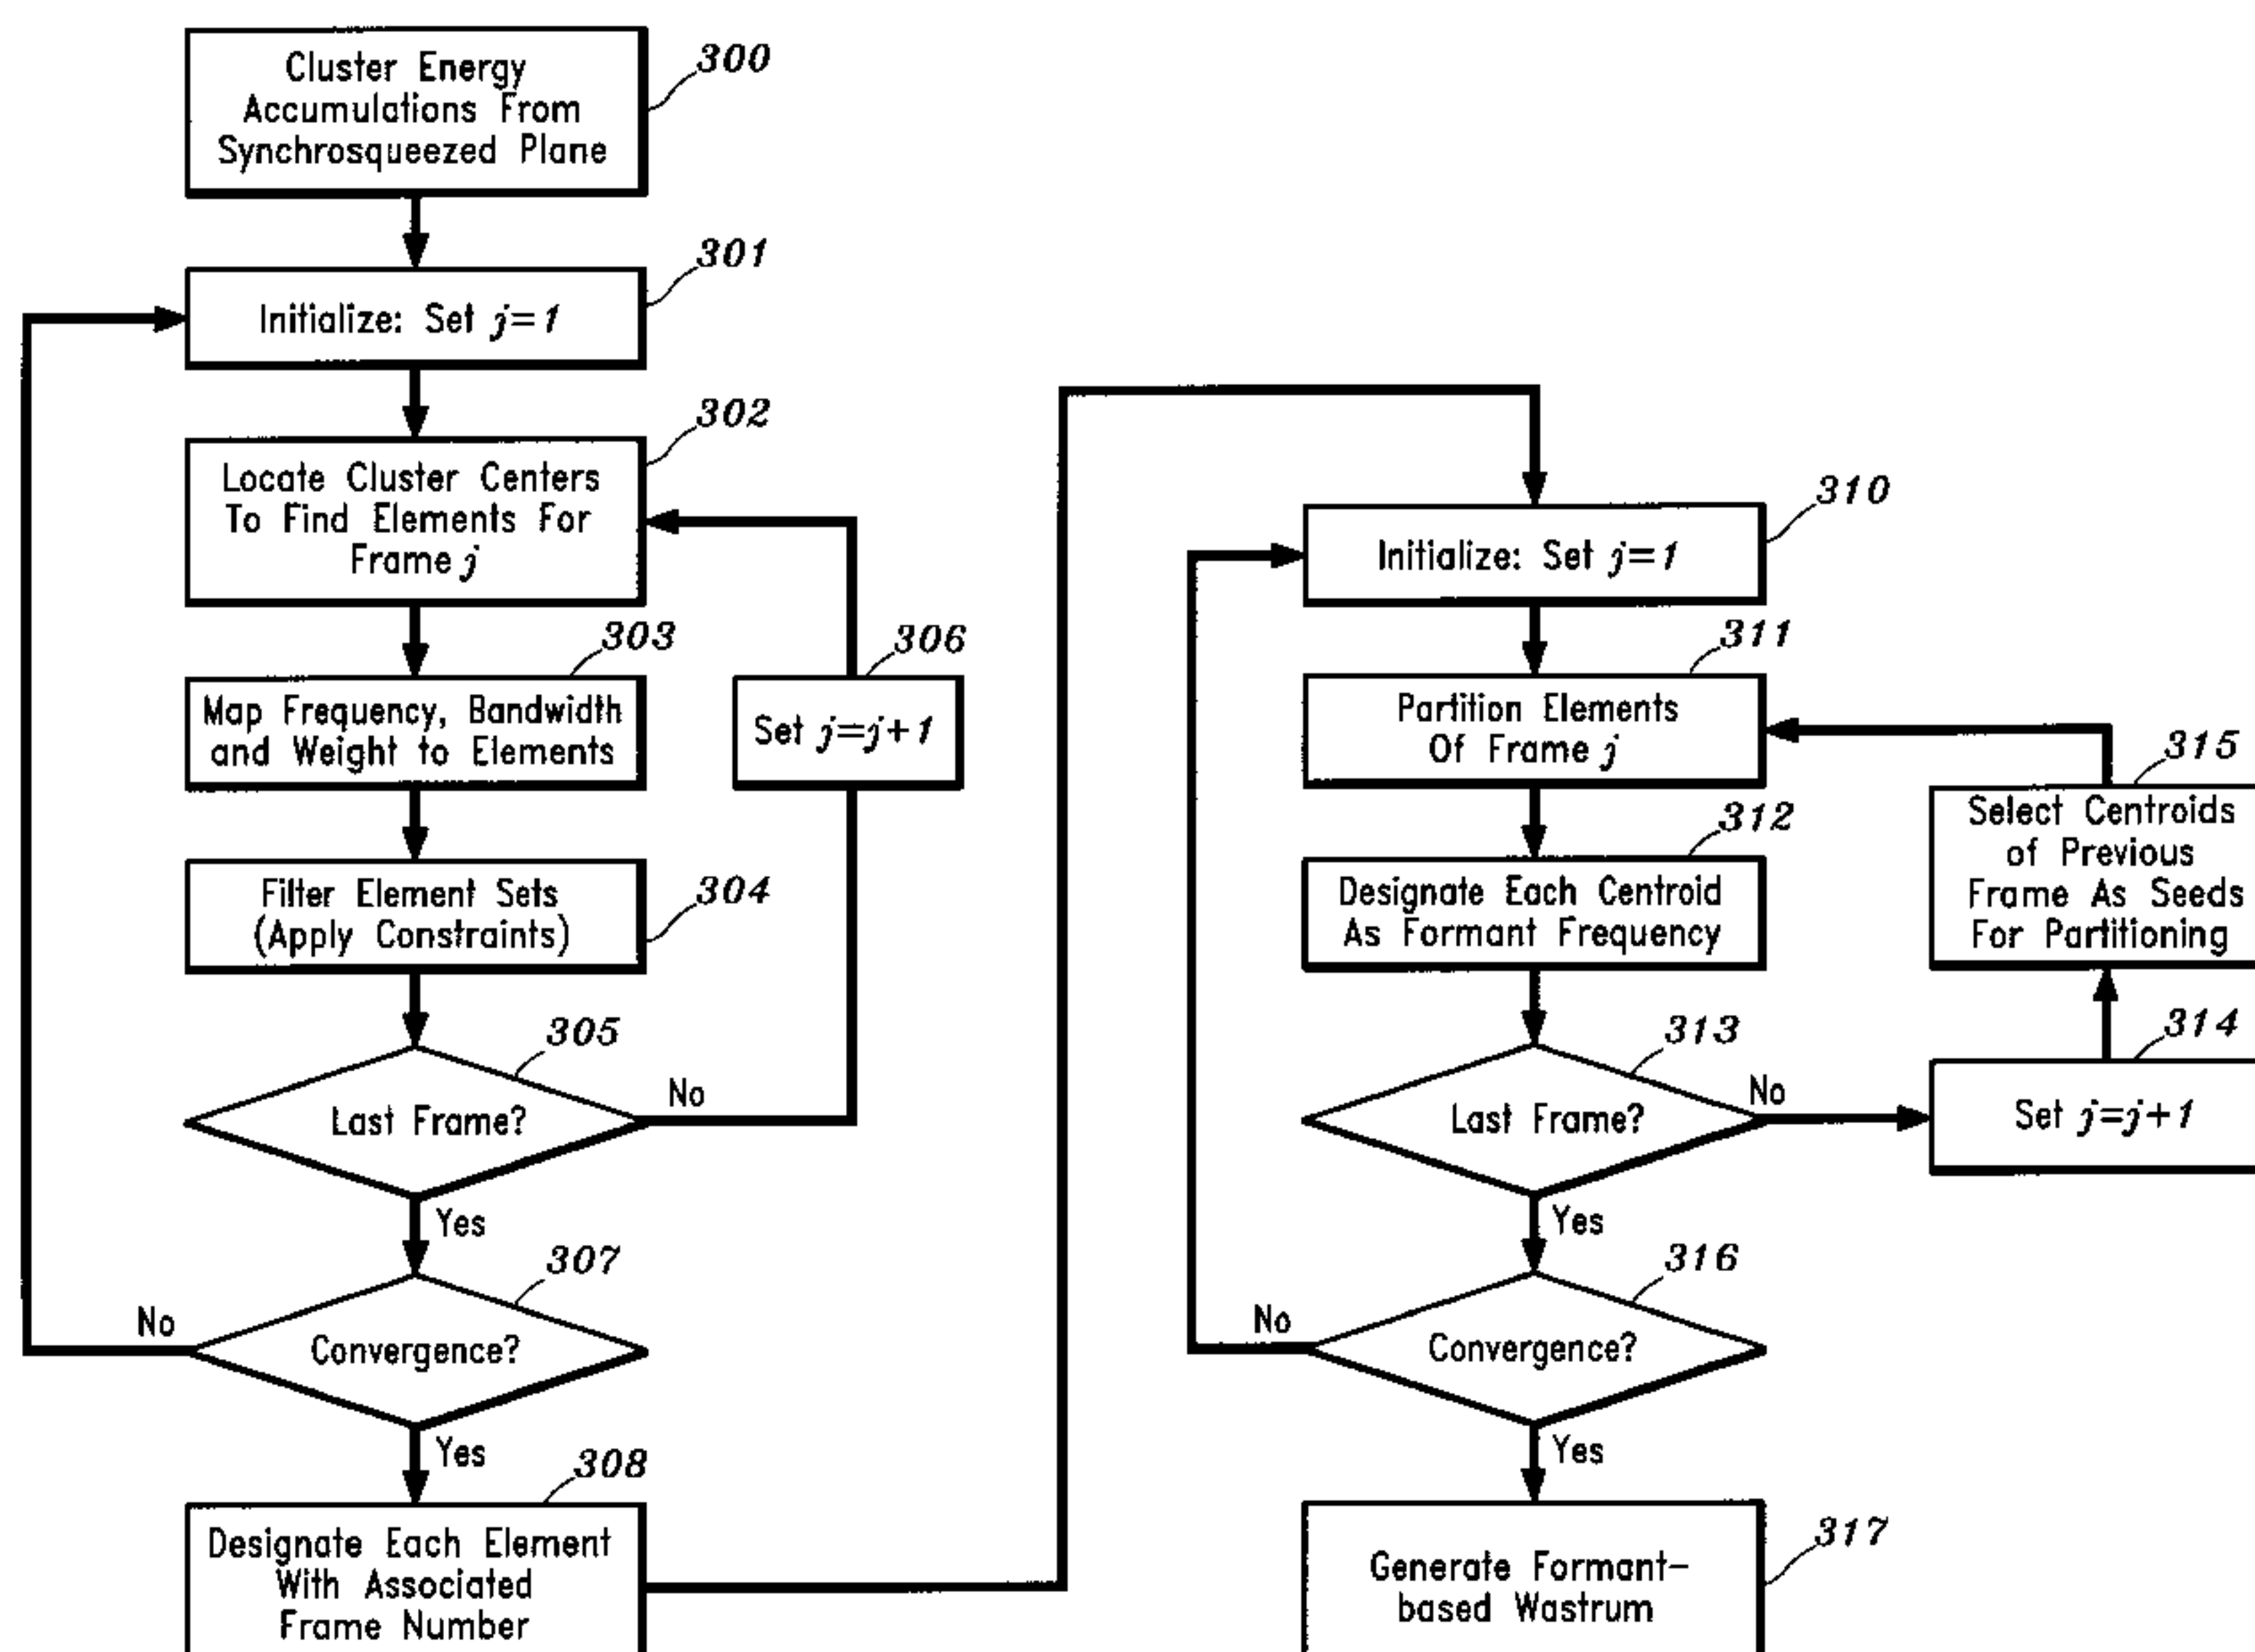 Cluster Energy
Accumulations From
Synchrosqueezed Plane
300
Initialize: Set j=1
301
Locate Cluster Centers
To Find Elements For
Frame j
302
Map Frequency, Bandwidth
and Weight to Elements
303
Set j=j+1
306
Filter Element Sets
(Apply Constraints)
304
Last Frame?
305
No
Yes
Convergence?
307
No
Yes
Designate Each Element
With Associated
Frame Number
308
Initialize: Set j=1
310
Partition Elements
Of Frame j
311
Designate Each Centroid
As Formant Frequency
312
Last Frame?
313
No
Set j=j+1
314
Select Centroids
of Previous
Frame As Seeds
For Partitioning
315
Yes
Convergence?
316
No
Yes
Generate Formant-
based Wastrum
317